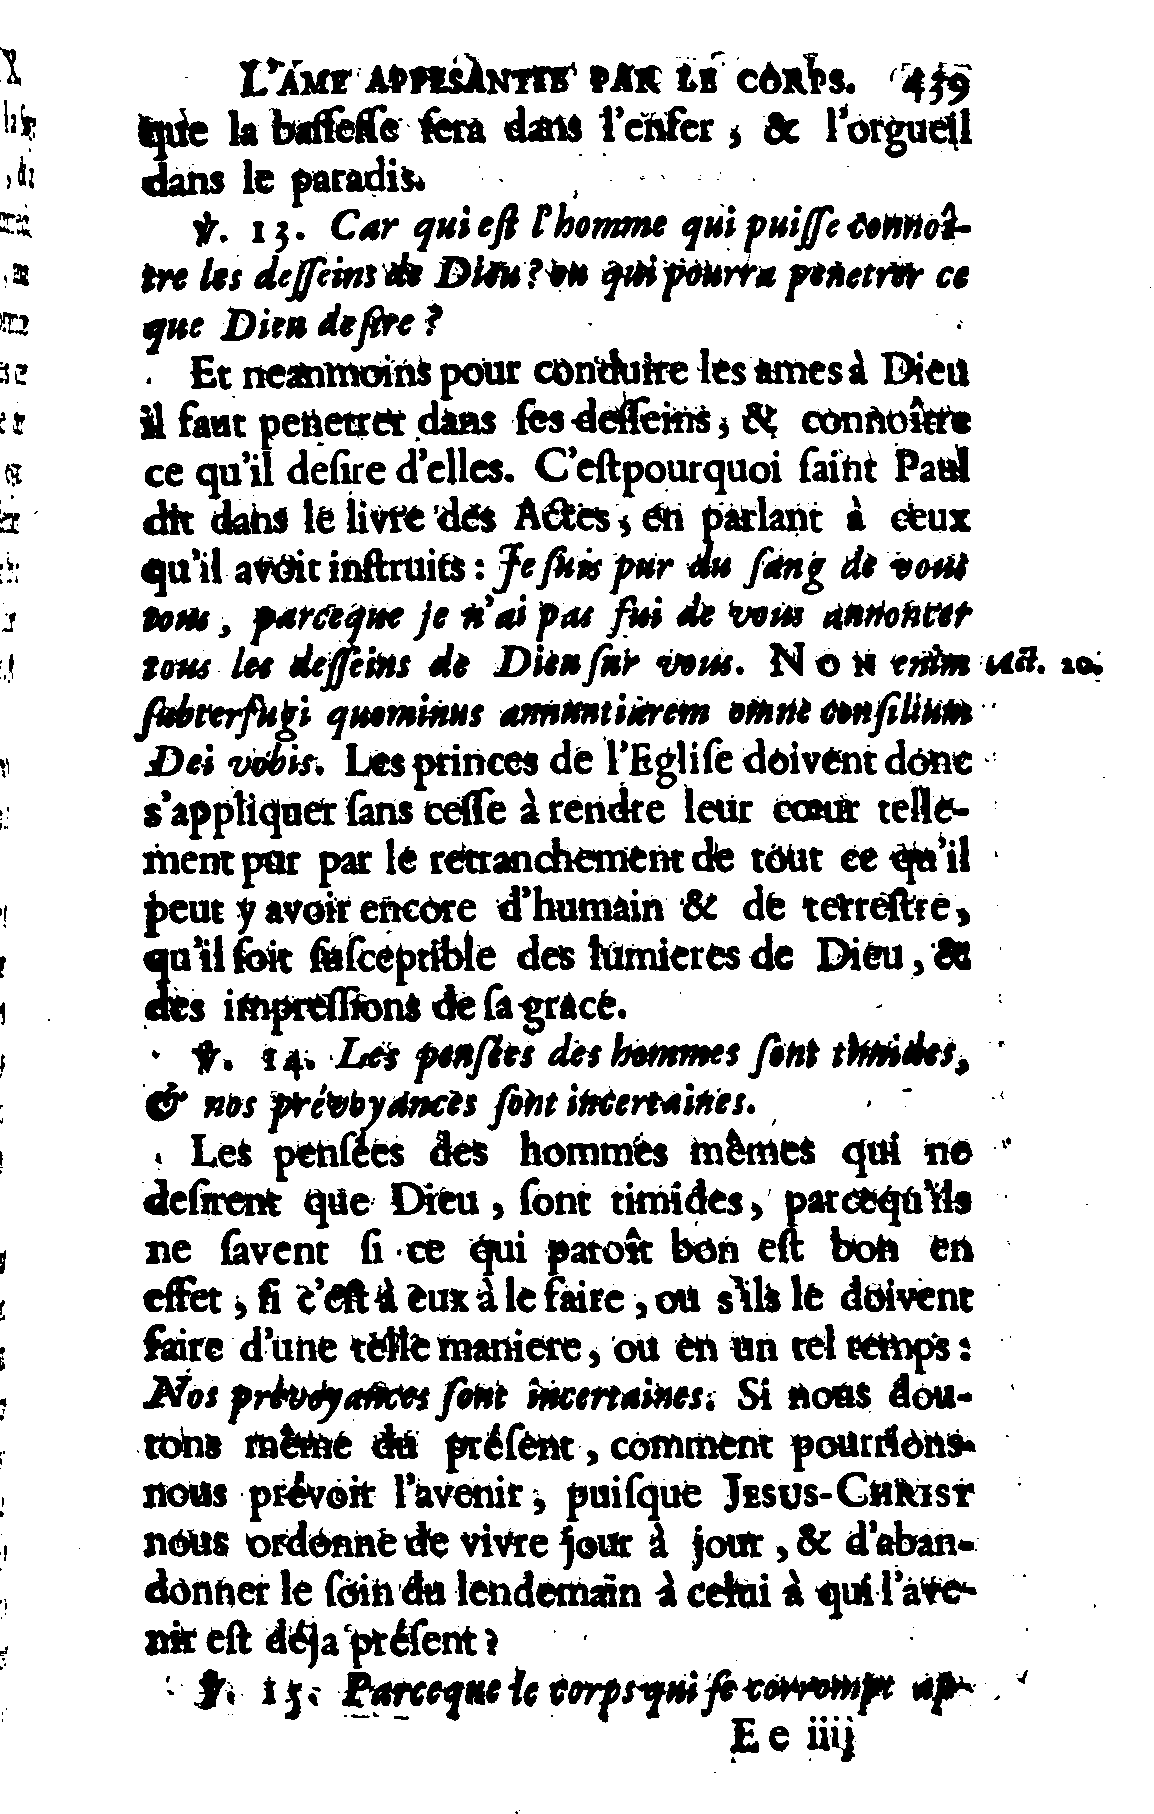 L'AME APPESANTIE PAR LE CORPS. 439
que la baſſeſſe ſera dans l'enfer, & l'orgueil
dans le paradis.
℣. 13. Car qui eſt l'homme qui puiſſe connoî-
tre les deſſeins de Dieu? ou qui pourra penetrer ce
que Dieu deſire?
Et neanmoins pour conduire les ames à Dieu
il faut penetrer dans ſes deſſeins, & connoître
ce qu'il deſire d'elles. C'eſtpourquoi ſaint Paul
dit dans le livre des Actes, en parlant à ceux
qu'il avoit inſtruits: Je ſuis pur du ſang de vous
tous, parceque je n'ai pas fui de vous annoncer
tous les deſſeins de Dieu ſur vous. NON enim Act. 20.
ſubterfugi quominus annuntiarem omne conſilium
Dei vobis. Les princes de l'Egliſe doivent donc
s'appliquer ſans ceſſe à rendre leur cœur telle-
ment pur par le retranchement de tout ce qu'il
peut y avoir encore d'humain & de terreſtre,
qu'il ſoit ſuſceptible des lumieres de Dieu, &
des impreſſions de ſa grace.
℣. 14. Les penſées des hommes ſont timides,
& nos prévoyances ſont incertaines.
Les penſées des hommes mêmes qui ne
deſirent que Dieu, ſont timides, parcequ'ils
ne ſavent ſi ce qui paroît bon eſt bon en
effet, ſi c'eſt à eux à le faire, ou s'ils le doivent
faire d'une telle maniere, ou en un tel temps:
Nos prévoyances ſont incertaines. Si nous dou-
tons même du préſent, comment pourrions-
nous prévoir l'avenir, puiſque JESUS-CHRIST
nous ordonne de vivre jour à jour, & d'aban-
donner le ſoin du lendemain à celui à qui l'ave-
nir eſt déja préſent?
℣. 15. Parceque le corps qui ſe corrompt ap-
E e iiij